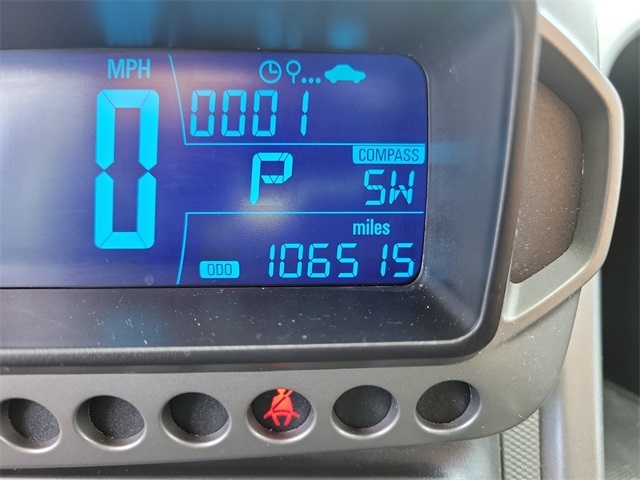 MPH
0
0001
P
COMPASS
SW
miles
ODO 106515